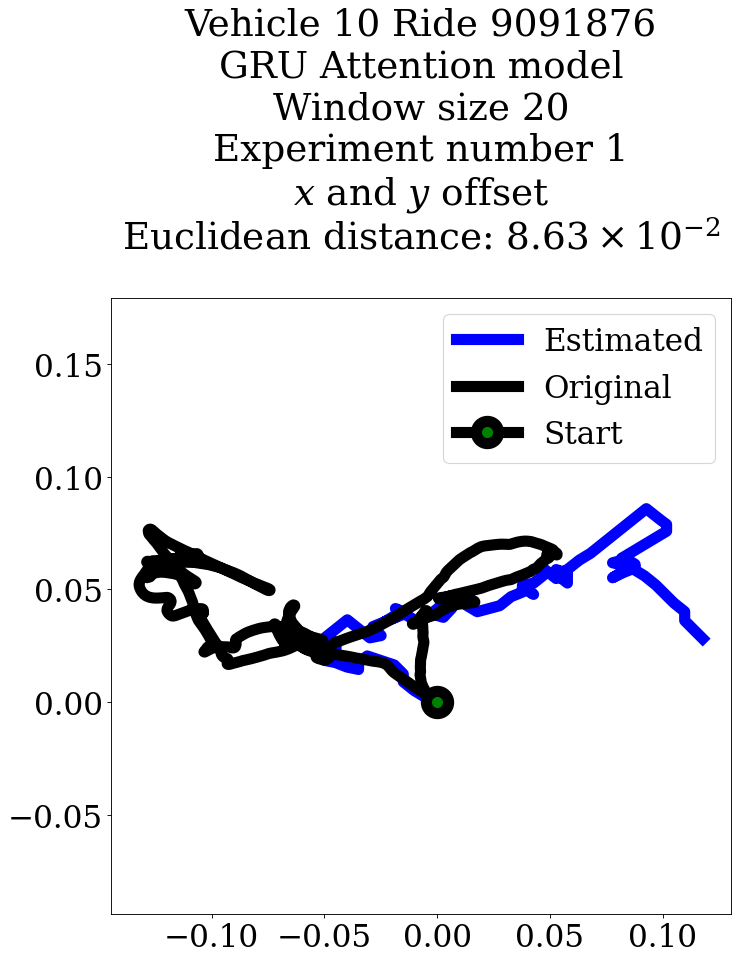 Vehicle 10 Ride 9091876
GRU Attention model
Window size 20
Experiment number 1
x and y offset
Euclidean distance: 8.63 × 10⁻²
Estimated
Original
Start
0.15
0.10
0.05
0.00
−0.05
−0.10 −0.05 0.00 0.05 0.10